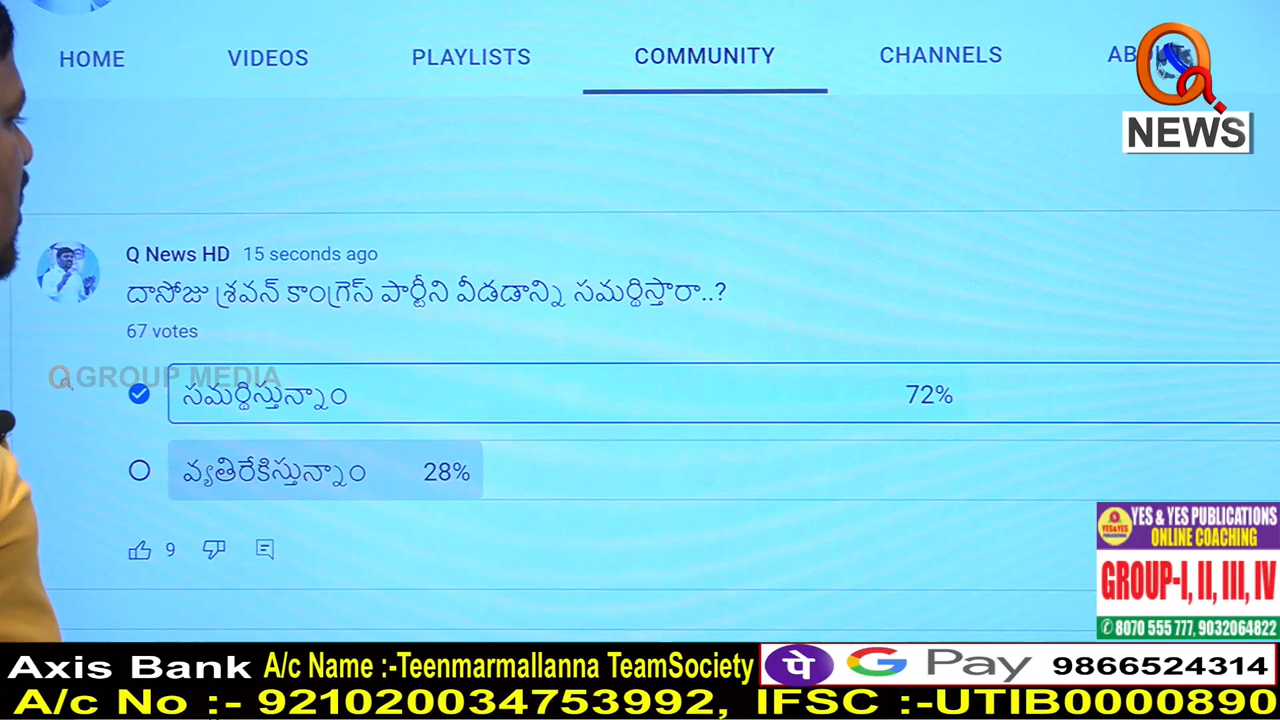 HOME VIDEOS PLAYLISTS COMMUNITY CHANNELS ABOUT
Q NEWS
Q News HD 15 seconds ago
దాసోజు శ్రవన్ కాంగ్రెస్ పార్టీని వీడడాన్ని సమర్థిస్తారా..?
67 votes
Q GROUP MEDIA
సమర్థిస్తున్నాం 72%
వ్యతిరేకిస్తున్నాం 28%
9
YES & YES PUBLICATIONS
ONLINE COACHING
GROUP-I, II, III, IV
8070 555 777, 9032064822
Axis Bank A/c Name :-Teenmarmallanna TeamSociety पे G Pay 9866524314
A/c No :- 921020034753992, IFSC :-UTIB0000890